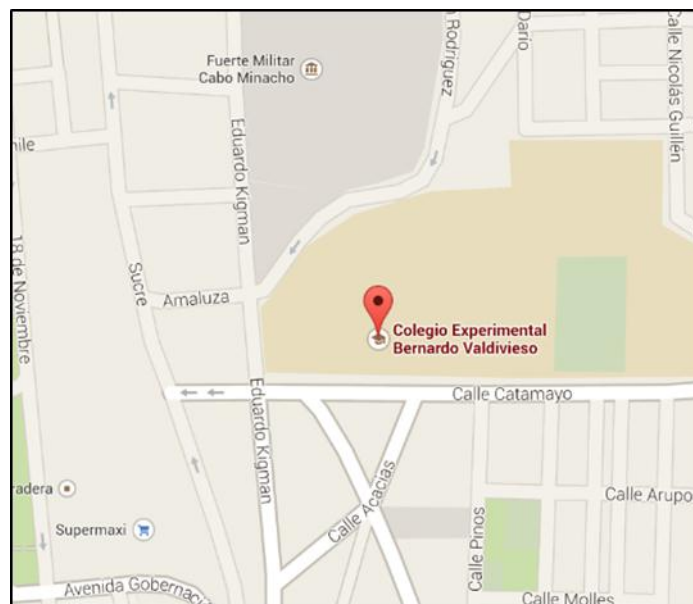 Fuerte Militar
Cabo Minacho
Rodriguez
Darío
Calle Nicolás Guillén
Eduardo Kigman
18 de Noviembre
Sucre
Amaluza
Colegio Experimental
Bernardo Valdivieso
Calle Catamayo
Eduardo Kigman
Calle Acacias
Calle Pinos
Calle Arupo
Supermaxi
Avenida Gobernaci
Calle Molles